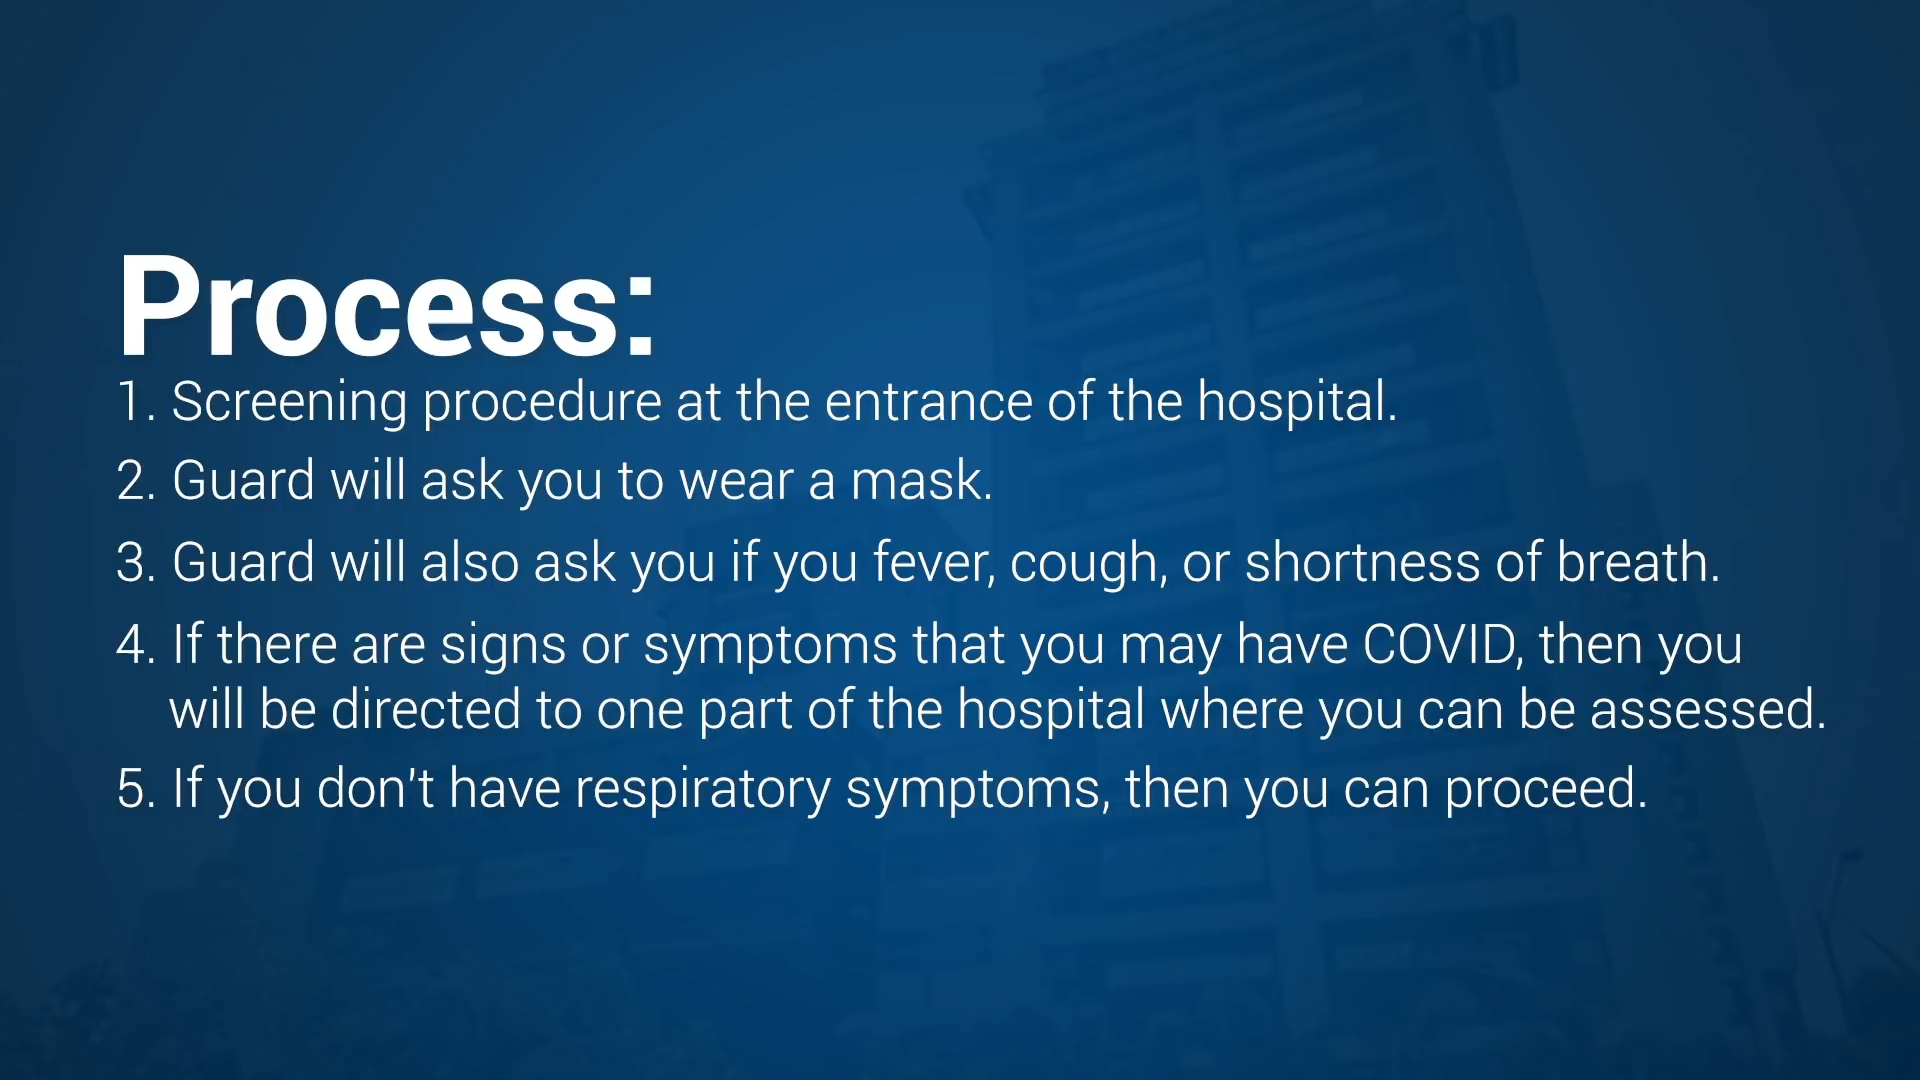 Process:
1. Screening procedure at the entrance of the hospital.
2. Guard will ask you to wear a mask.
3. Guard will also ask you if you fever, cough, or shortness of breath.
4. If there are signs or symptoms that you may have COVID, then you
will be directed to one part of the hospital where you can be assessed.
5. If you don't have respiratory symptoms, then you can proceed.